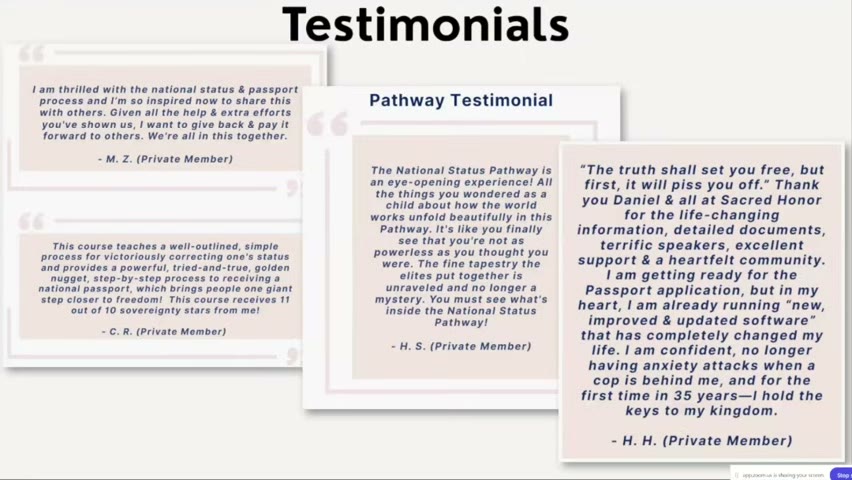 Testimonials
I am thrilled with the national status & passport
process and I'm so inspired now to share this
with others. Given all the help & extra efforts
you've shown us, I want to give back & pay it
forward to others. We're all in this together.
- M. Z. (Private Member)
This course teaches a well-outlined, simple
process for victoriously correcting one's status
and provides a powerful, tried-and-true, golden
nugget, step-by-step process to receiving a
national passport, which brings people one giant
step closer to freedom! This course receives 11
out of 10 sovereignty stars from me!
- C. R. (Private Member)
Pathway Testimonial
The National Status Pathway is
an eye-opening experience! All
the things you wondered as a
child about how the world
works unfold beautifully in this
Pathway. It's like you finally
see that you're not as
powerless as you thought you
were. The fine tapestry the
elites put together is
unraveled and no longer a
mystery. You must see what's
inside the National Status
Pathway!
- H. S. (Private Member)
“The truth shall set you free, but
first, it will piss you off.” Thank
you Daniel & all at Sacred Honor
for the life-changing
information, detailed documents,
terrific speakers, excellent
support & a heartfelt community.
I am getting ready for the
Passport application, but in my
heart, I am already running “new,
improved & updated software”
that has completely changed my
life. I am confident, no longer
having anxiety attacks when a
cop is behind me, and for the
first time in 35 years—I hold the
keys to my kingdom.
- H. H. (Private Member)
is sharing your screen.
Stop